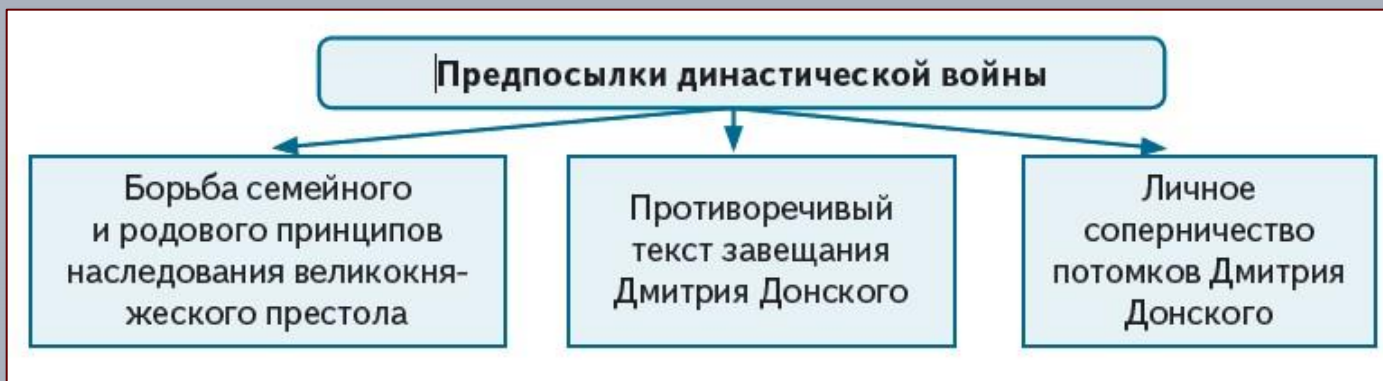 Предпосылки династической войны
Борьба семейного
и родового принципов
наследования великокня-
жеского престола
Противоречивый
текст завещания
Дмитрия Донского
Личное
соперничество
потомков Дмитрия
Донского